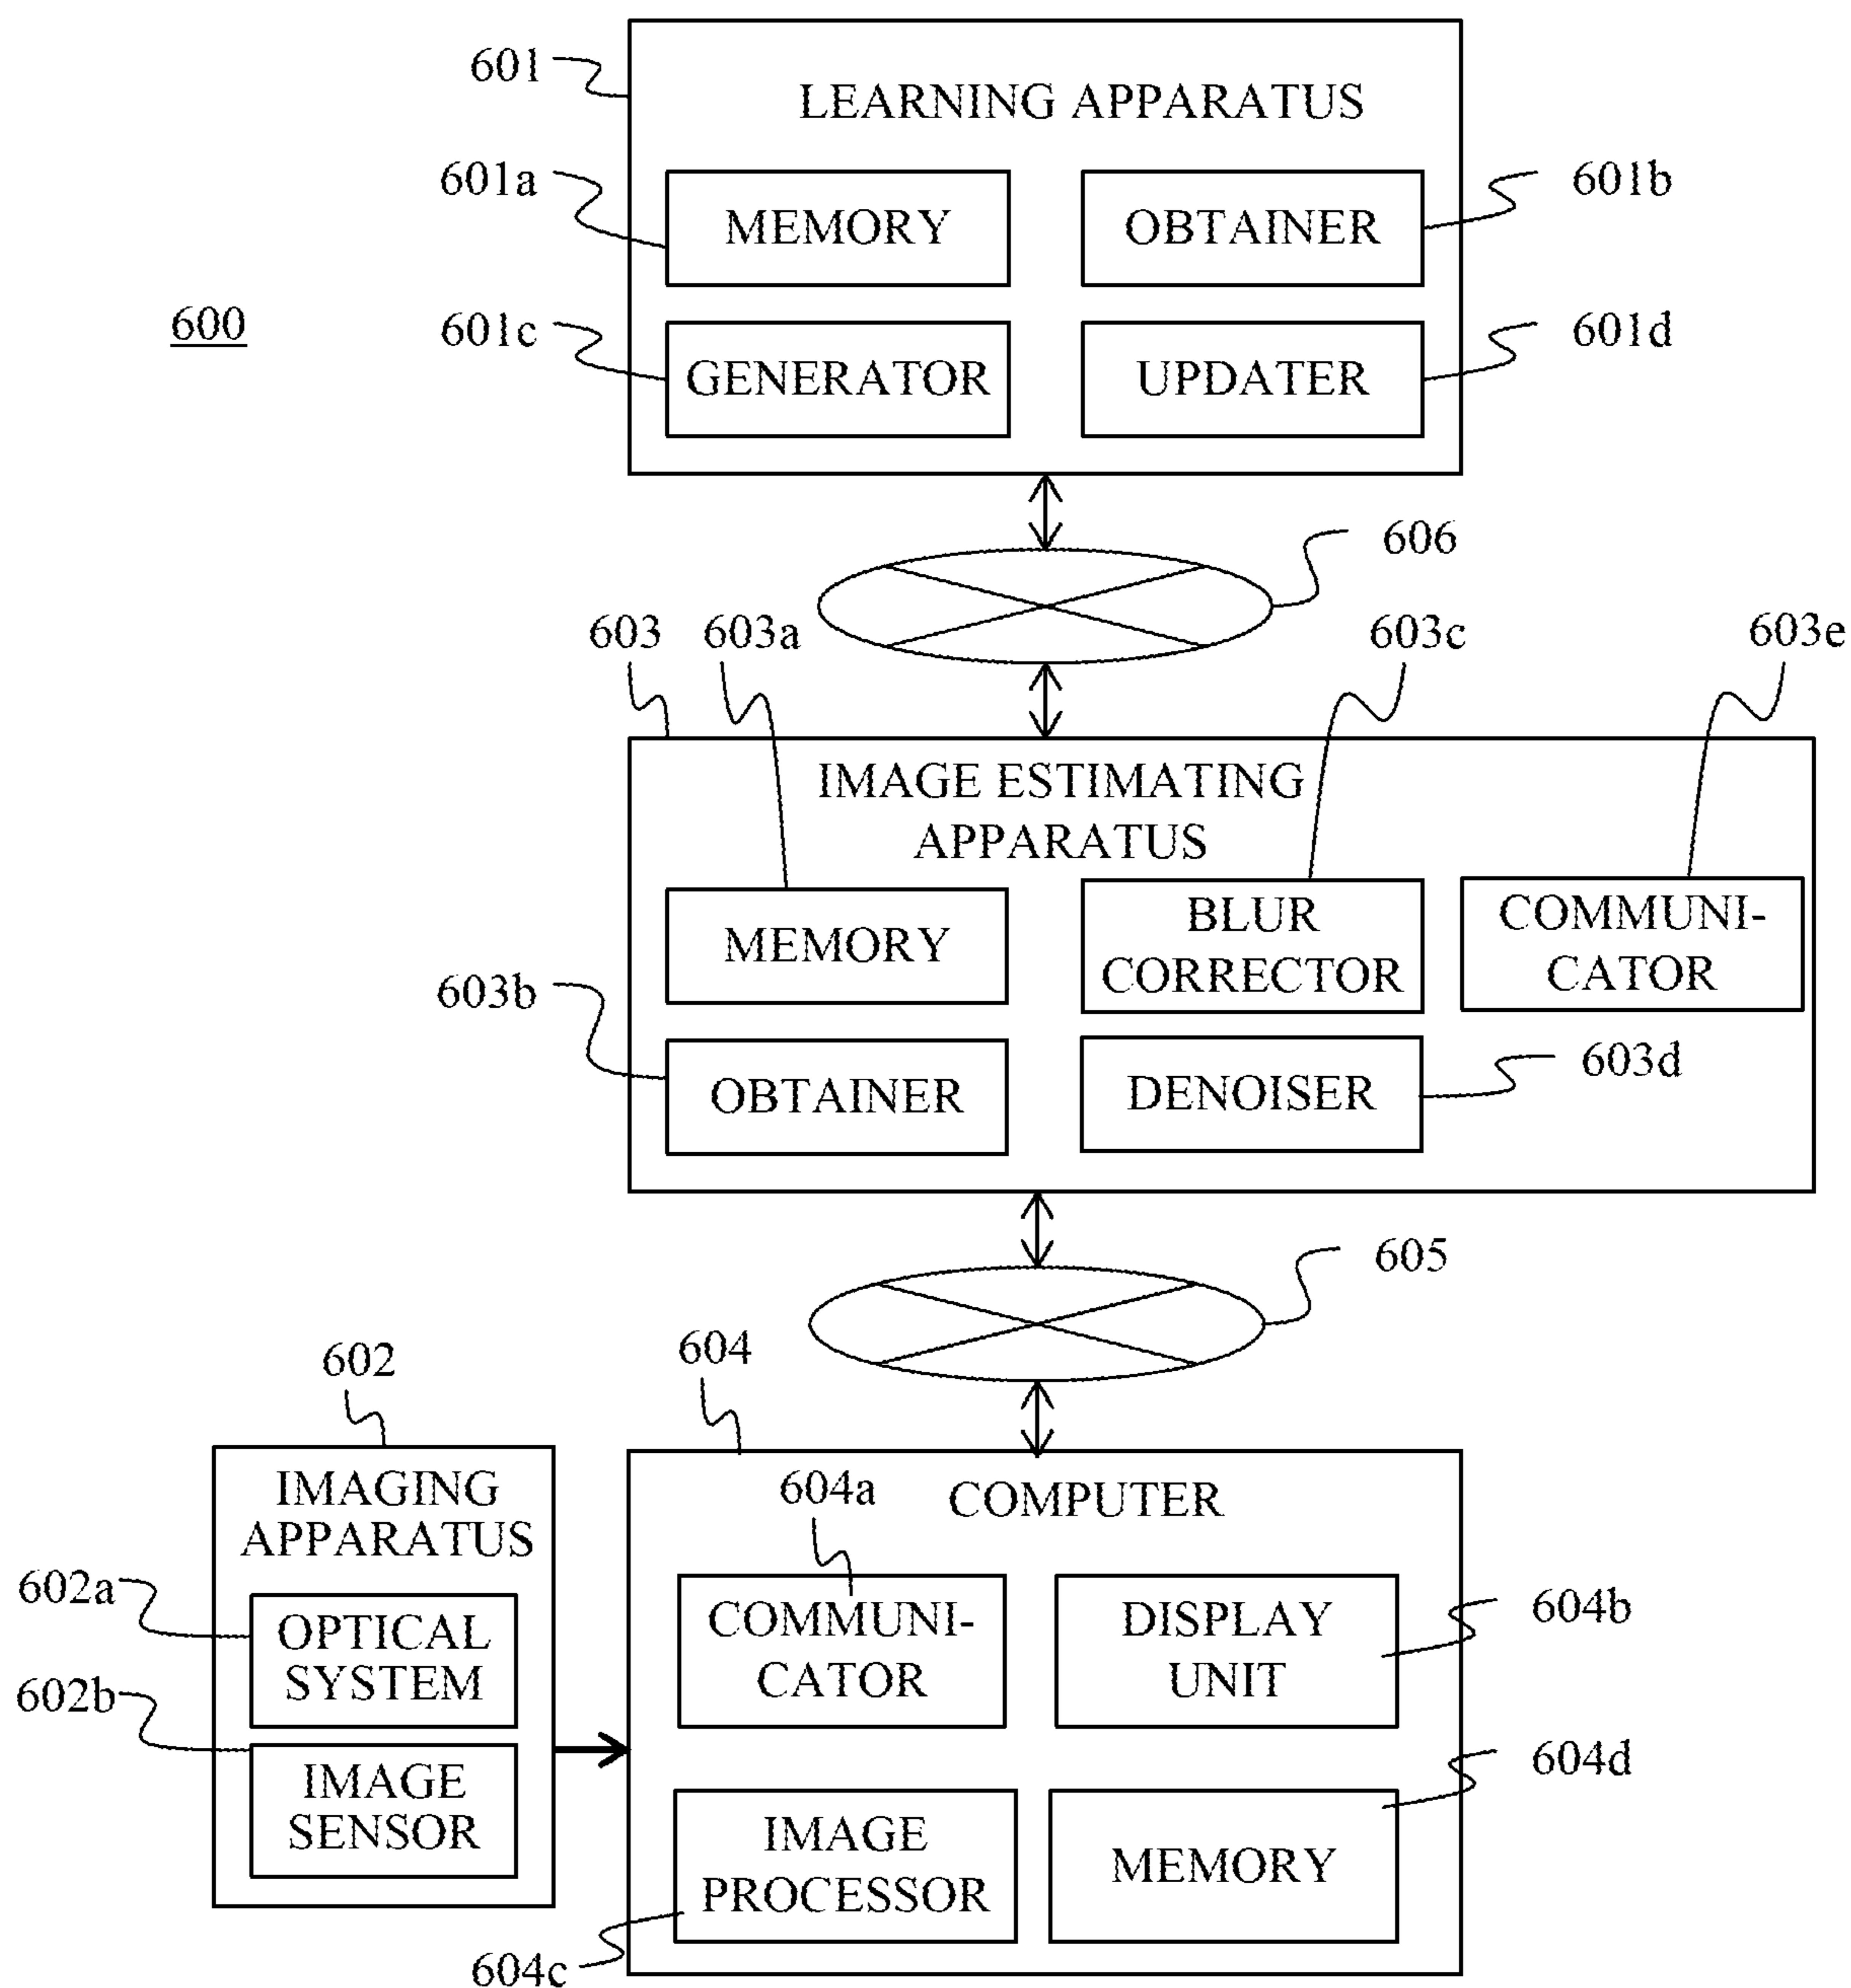 600
601
LEARNING APPARATUS
601a
MEMORY
OBTAINER
601b
601c
GENERATOR
UPDATER
601d
606
603
603a
603c
603e
IMAGE ESTIMATING
APPARATUS
MEMORY
BLUR
CORRECTOR
COMMUNI-
CATOR
603b
OBTAINER
DENOISER
603d
605
602
IMAGING
APPARATUS
602a
OPTICAL
SYSTEM
602b
IMAGE
SENSOR
604
604a
COMPUTER
COMMUNI-
CATOR
DISPLAY
UNIT
604b
IMAGE
PROCESSOR
604c
MEMORY
604d